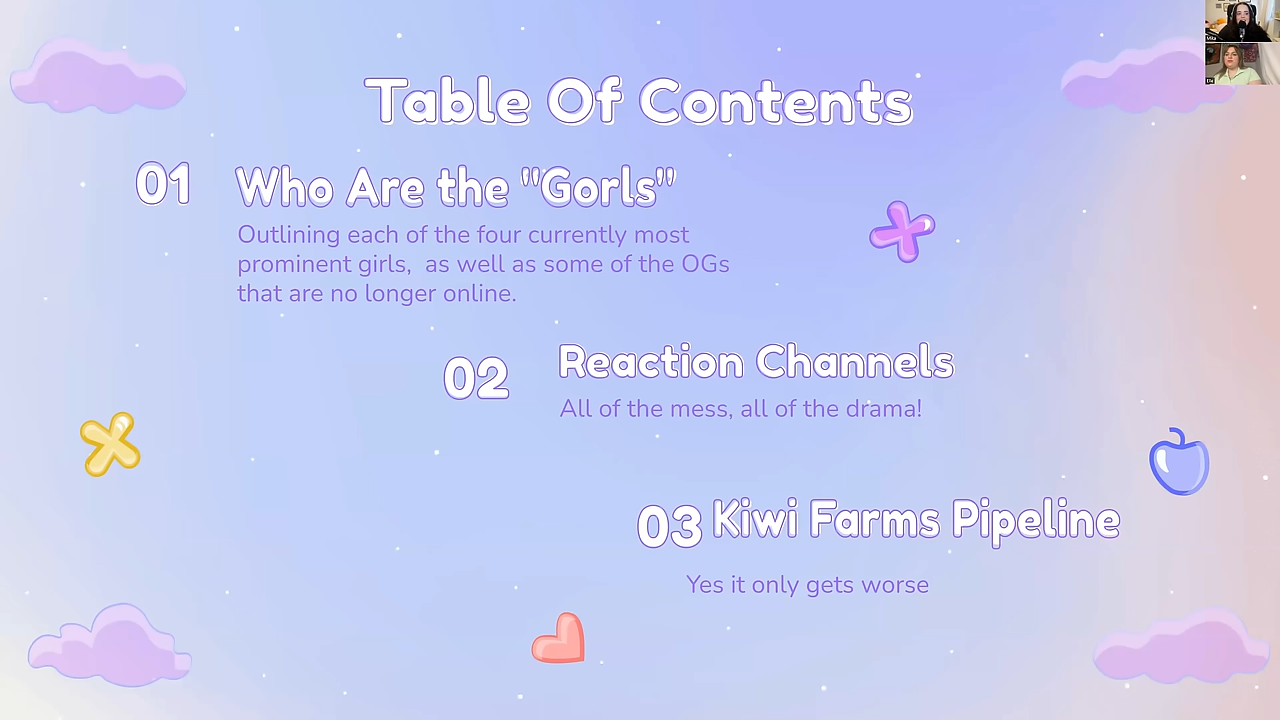 Table Of Contents
01
Who Are the "Gorls"
Outlining each of the four currently most
prominent girls,  as well as some of the OGs
that are no longer online.
02
Reaction Channels
All of the mess, all of the drama!
03
Kiwi Farms Pipeline
Yes it only gets worse
Mika